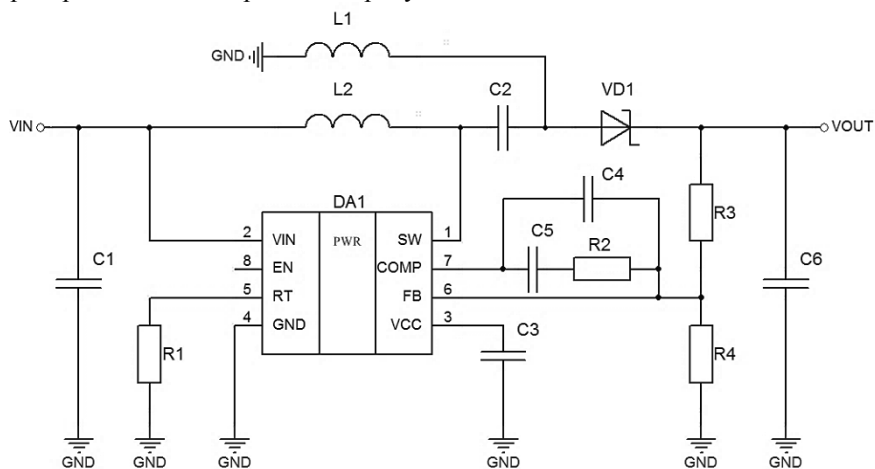 L1
GND
L2
C2
VD1
VIN
VOUT
C4
DA1
R3
C5
R2
2 VIN PWR SW 1
C1
8 EN COMP 7
C6
5 RT FB 6
4 GND VCC 3
C3
R1
R4
GND GND GND GND GND GND